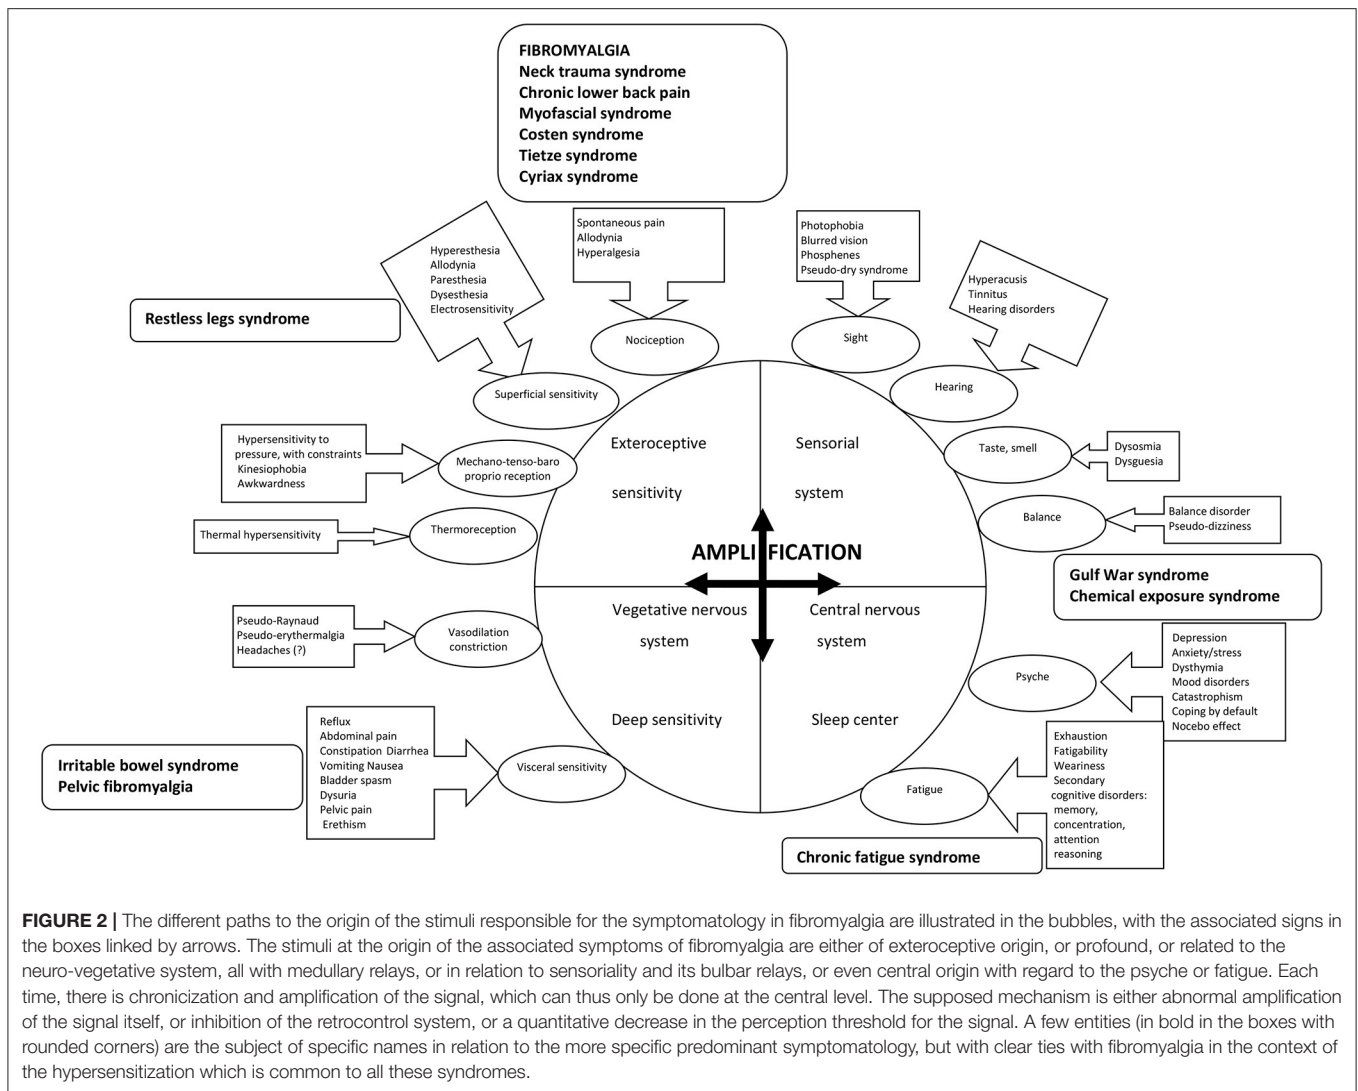 FIBROMYALGIA
Neck trauma syndrome
Chronic lower back pain
Myofascial syndrome
Costen syndrome
Tietze syndrome
Cyriax syndrome
Hyperesthesia
Allodynia
Paresthesia
Dysesthesia
Electrosensitivity
Spontaneous pain
Allodynia
Hyperalgesia
Photophobia
Blurred vision
Phosphenes
Pseudo-dry syndrome
Hyperacusis
Tinnitus
Hearing disorders
Restless legs syndrome
Nociception
Sight
Superficial sensitivity
Hearing
Hypersensitivity to
pressure, with constraints
Kinesiophobia
Awkwardness
Mechano-tenso-baro
proprio reception
Exteroceptive
sensitivity
Sensorial
system
Taste, smell
Dysosmia
Dysguesia
Thermal hypersensitivity
Thermoreception
Balance
Balance disorder
Pseudo-dizziness
AMPLIFICATION
Gulf War syndrome
Chemical exposure syndrome
Pseudo-Raynaud
Pseudo-erythermalgia
Headaches (?)
Vasodilation
constriction
Vegetative nervous
system
Central nervous
system
Psyche
Depression
Anxiety/stress
Dysthymia
Mood disorders
Catastrophism
Coping by default
Nocebo effect
Deep sensitivity
Sleep center
Irritable bowel syndrome
Pelvic fibromyalgia
Reflux
Abdominal pain
Constipation Diarrhea
Vomiting Nausea
Bladder spasm
Dysuria
Pelvic pain
Erethism
Visceral sensitivity
Fatigue
Exhaustion
Fatigability
Weariness
Secondary
cognitive disorders:
memory,
concentration,
attention
reasoning
Chronic fatigue syndrome
FIGURE 2 | The different paths to the origin of the stimuli responsible for the symptomatology in fibromyalgia are illustrated in the bubbles, with the associated signs in
the boxes linked by arrows. The stimuli at the origin of the associated symptoms of fibromyalgia are either of exteroceptive origin, or profound, or related to the
neuro-vegetative system, all with medullary relays, or in relation to sensoriality and its bulbar relays, or even central origin with regard to the psyche or fatigue. Each
time, there is chronicization and amplification of the signal, which can thus only be done at the central level. The supposed mechanism is either abnormal amplification
of the signal itself, or inhibition of the retrocontrol system, or a quantitative decrease in the perception threshold for the signal. A few entities (in bold in the boxes with
rounded corners) are the subject of specific names in relation to the more specific predominant symptomatology, but with clear ties with fibromyalgia in the context of
the hypersensitization which is common to all these syndromes.